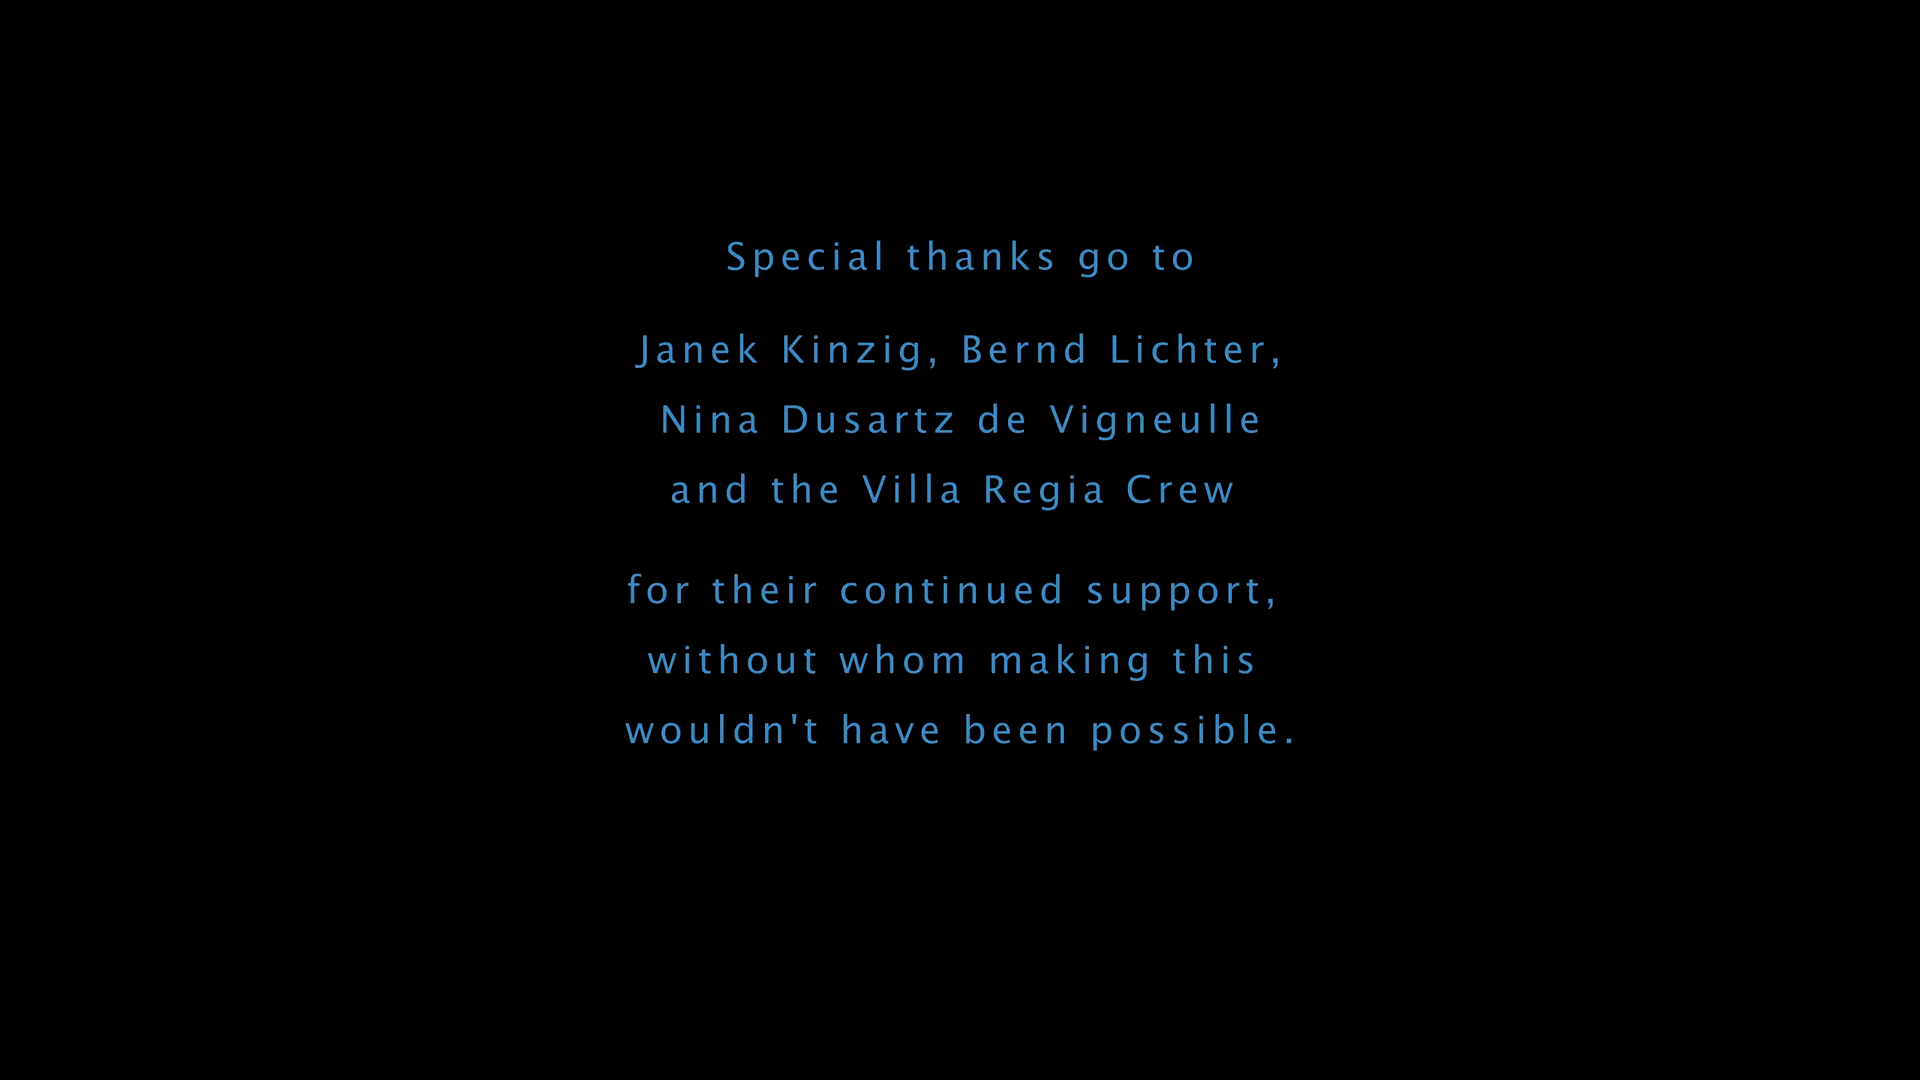 Special thanks go to
Janek Kinzig, Bernd Lichter,
Nina Dusartz de Vigneulle
and the Villa Regia Crew
for their continued support,
without whom making this
wouldn't have been possible.